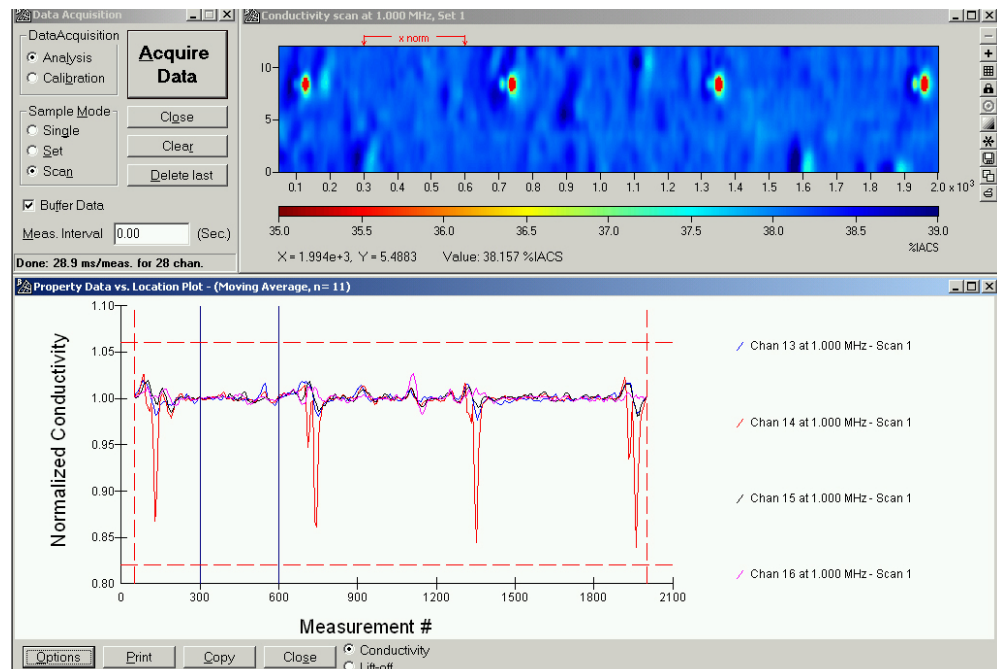 Data Acquisition
DataAcquisition
Analysis
Calibration
Acquire
Data
Sample Mode
Single
Set
Scan
Close
Clear
Delete last
Buffer Data
Meas. Interval 0.00 (Sec.)
Done: 28.9 ms/meas. for 28 chan.
Conductivity scan at 1.000 MHz, Set 1
x norm
10
5
0
0.1 0.2 0.3 0.4 0.5 0.6 0.7 0.8 0.9 1.0 1.1 1.2 1.3 1.4 1.5 1.6 1.7 1.8 1.9 2.0 x10³
35.0 35.5 36.0 36.5 37.0 37.5 38.0 38.5 39.0
%IACS
X = 1.994e+3, Y = 5.4883 Value: 38.157 %IACS
Property Data vs. Location Plot - (Moving Average, n= 11)
Normalized Conductivity
1.10
1.05
1.00
0.95
0.90
0.85
0.80
0 300 600 900 1200 1500 1800 2100
Measurement #
Chan 13 at 1.000 MHz - Scan 1
Chan 14 at 1.000 MHz - Scan 1
Chan 15 at 1.000 MHz - Scan 1
Chan 16 at 1.000 MHz - Scan 1
Options Print Copy Close
Conductivity
Lift-off